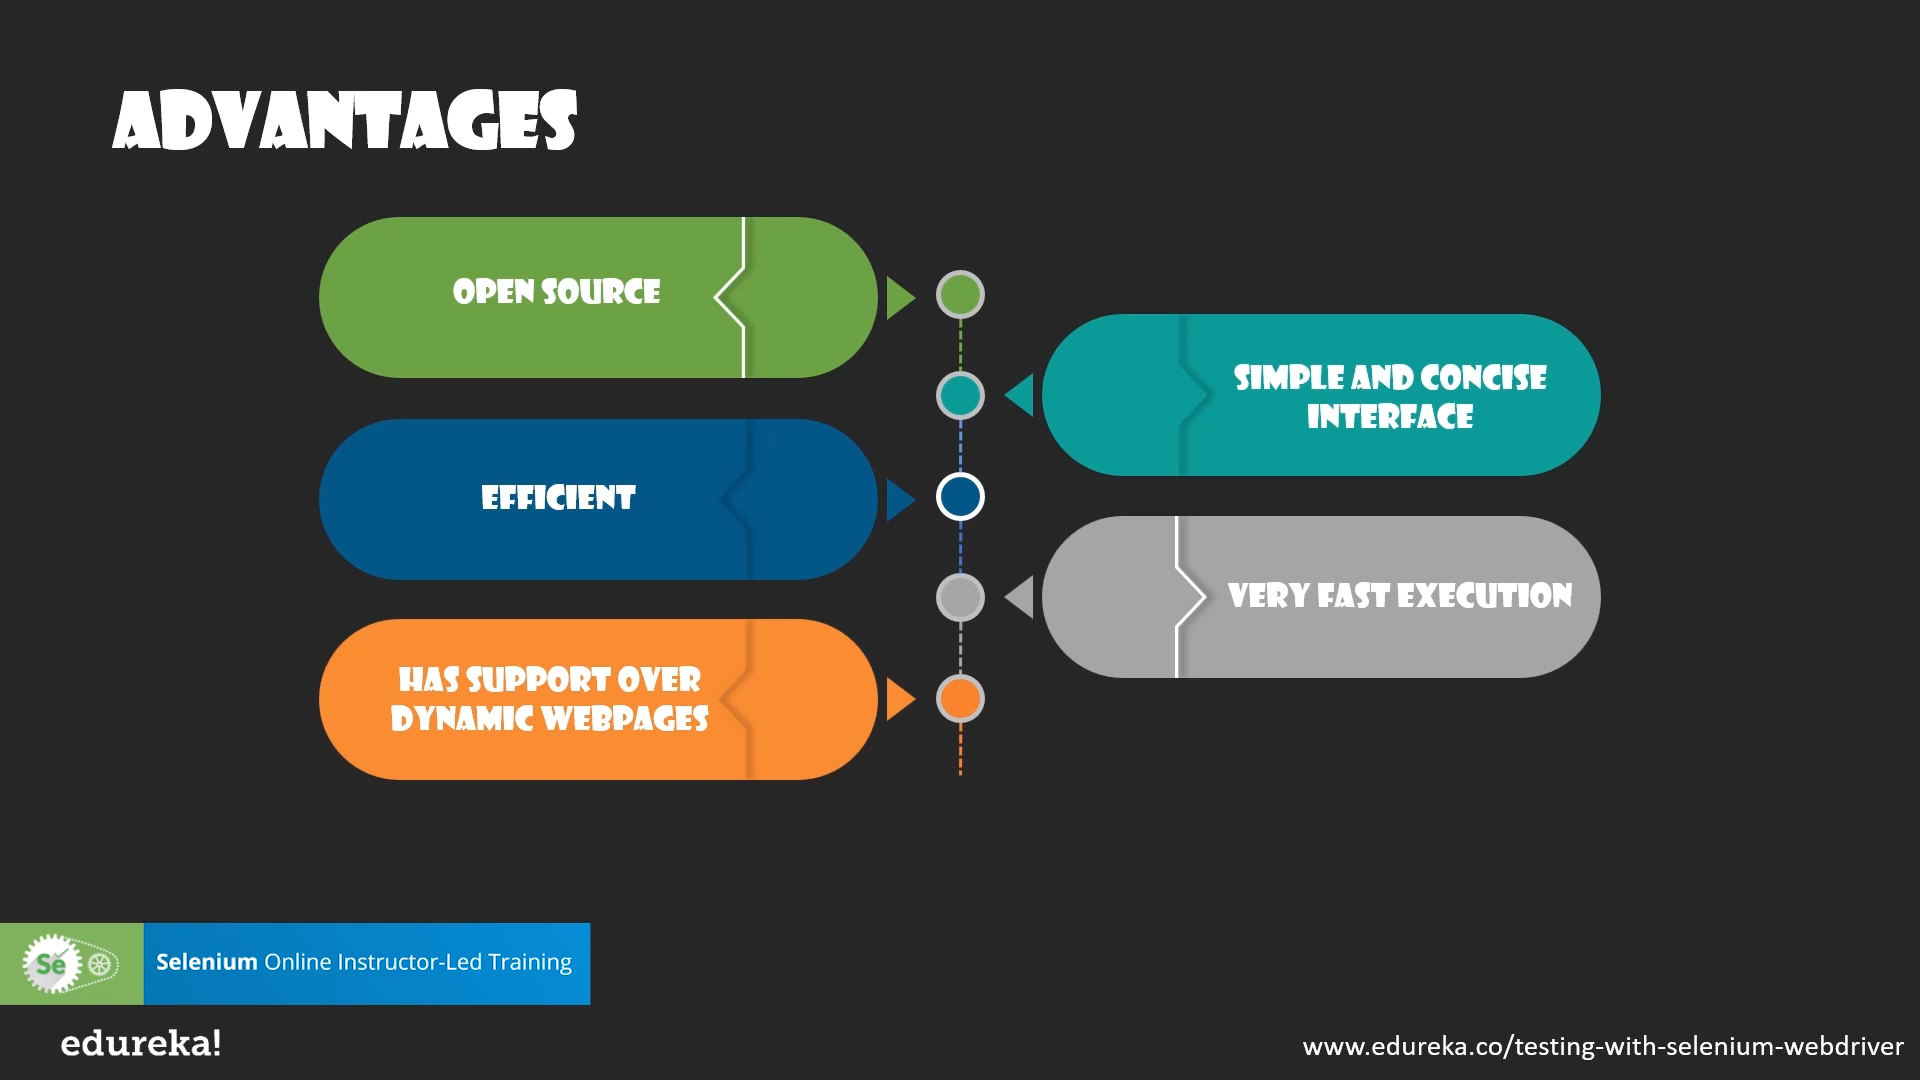 ADVANTAGES
OPEN SOURCE
SIMPLE AND CONCISE
INTERFACE
EFFICIENT
VERY FAST EXECUTION
HAS SUPPORT OVER
DYNAMIC WEBPAGES
Se
Selenium Online Instructor-Led Training
edureka!
www.edureka.co/testing-with-selenium-webdriver